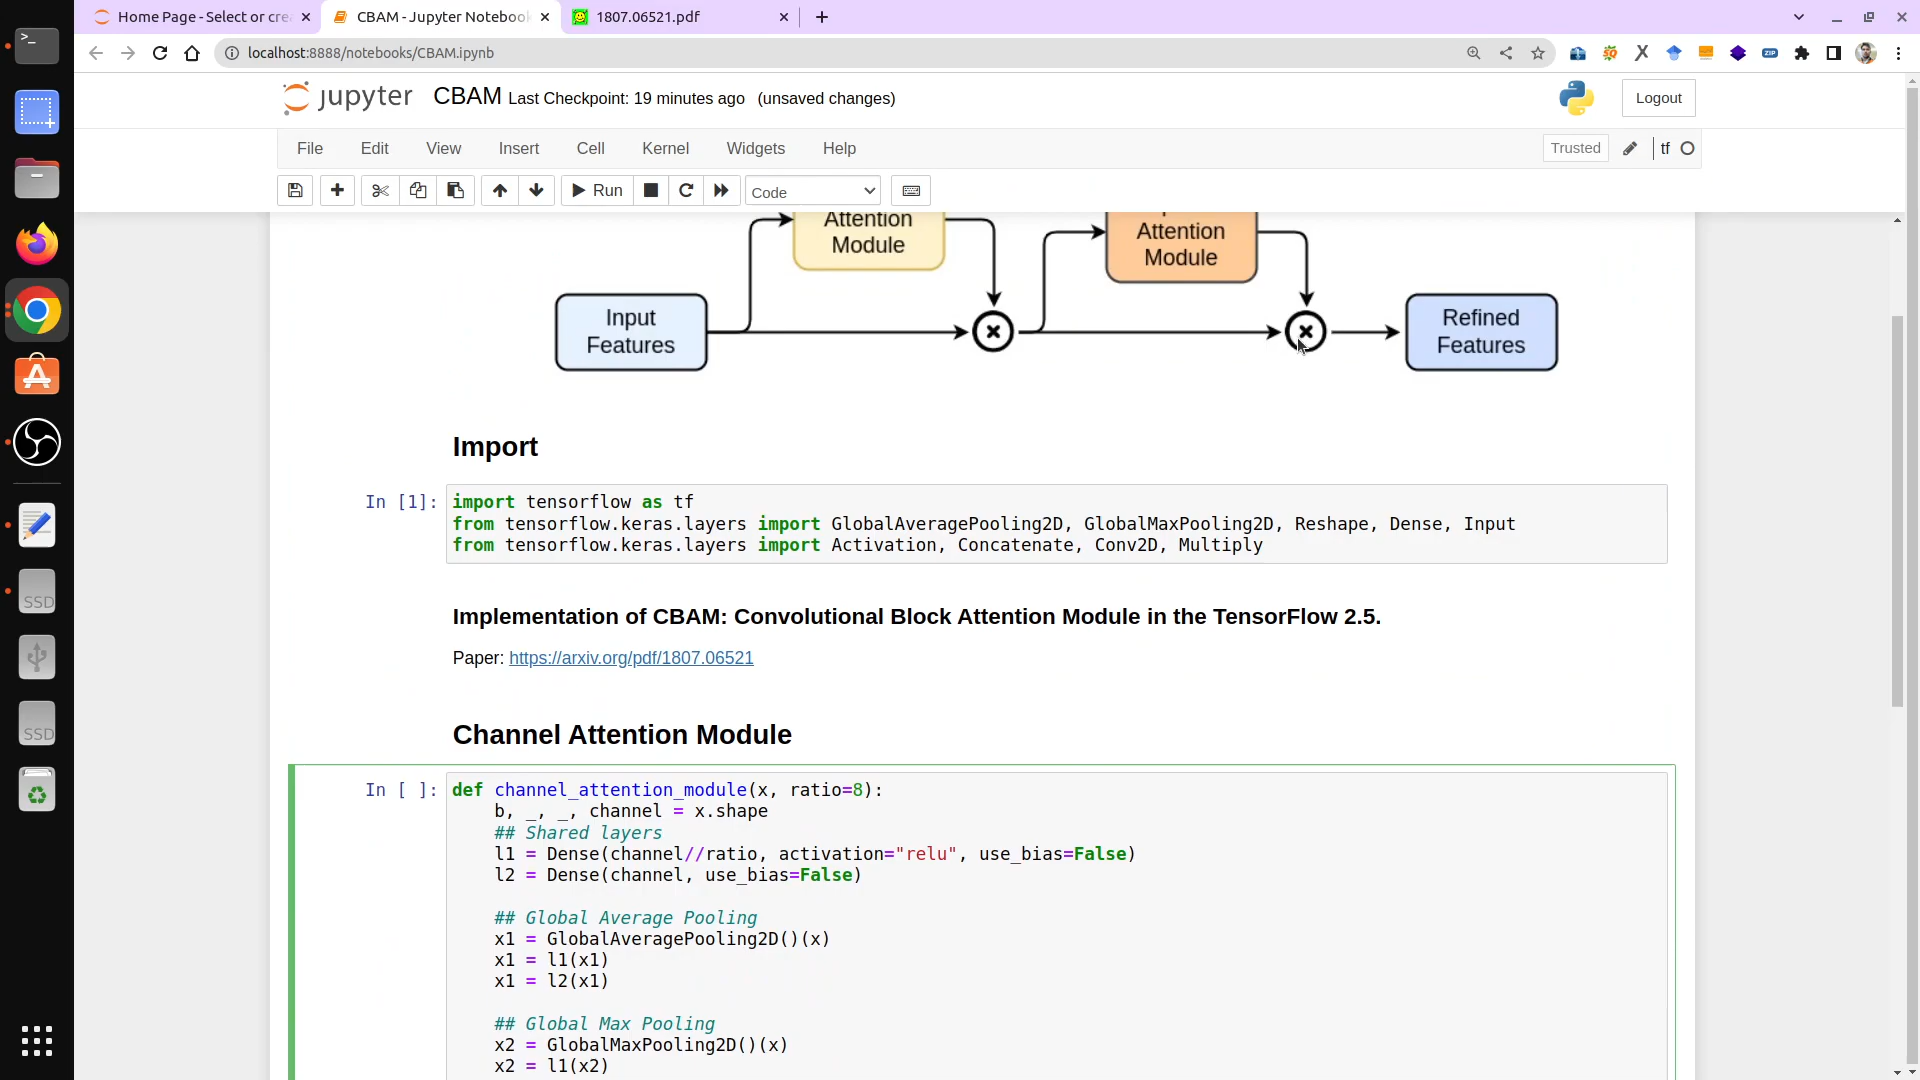 Home Page - Select or cre
CBAM - Jupyter Noteboo
1807.06521.pdf
localhost:8888/notebooks/CBAM.ipynb
jupyter CBAM Last Checkpoint: 19 minutes ago (unsaved changes)
Logout
File Edit View Insert Cell Kernel Widgets Help
Trusted
tf
Run
Code
Attention
Module
Attention
Module
Input
Features
Refined
Features
Import
In [1]:
import tensorflow as tf
from tensorflow.keras.layers import GlobalAveragePooling2D, GlobalMaxPooling2D, Reshape, Dense, Input
from tensorflow.keras.layers import Activation, Concatenate, Conv2D, Multiply
Implementation of CBAM: Convolutional Block Attention Module in the TensorFlow 2.5.
Paper: https://arxiv.org/pdf/1807.06521
Channel Attention Module
In [ ]:
def channel_attention_module(x, ratio=8):
b, _, _, channel = x.shape
## Shared layers
l1 = Dense(channel//ratio, activation="relu", use_bias=False)
l2 = Dense(channel, use_bias=False)
## Global Average Pooling
x1 = GlobalAveragePooling2D()(x)
x1 = l1(x1)
x1 = l2(x1)
## Global Max Pooling
x2 = GlobalMaxPooling2D()(x)
x2 = l1(x2)
SSD
SSD
ZIP